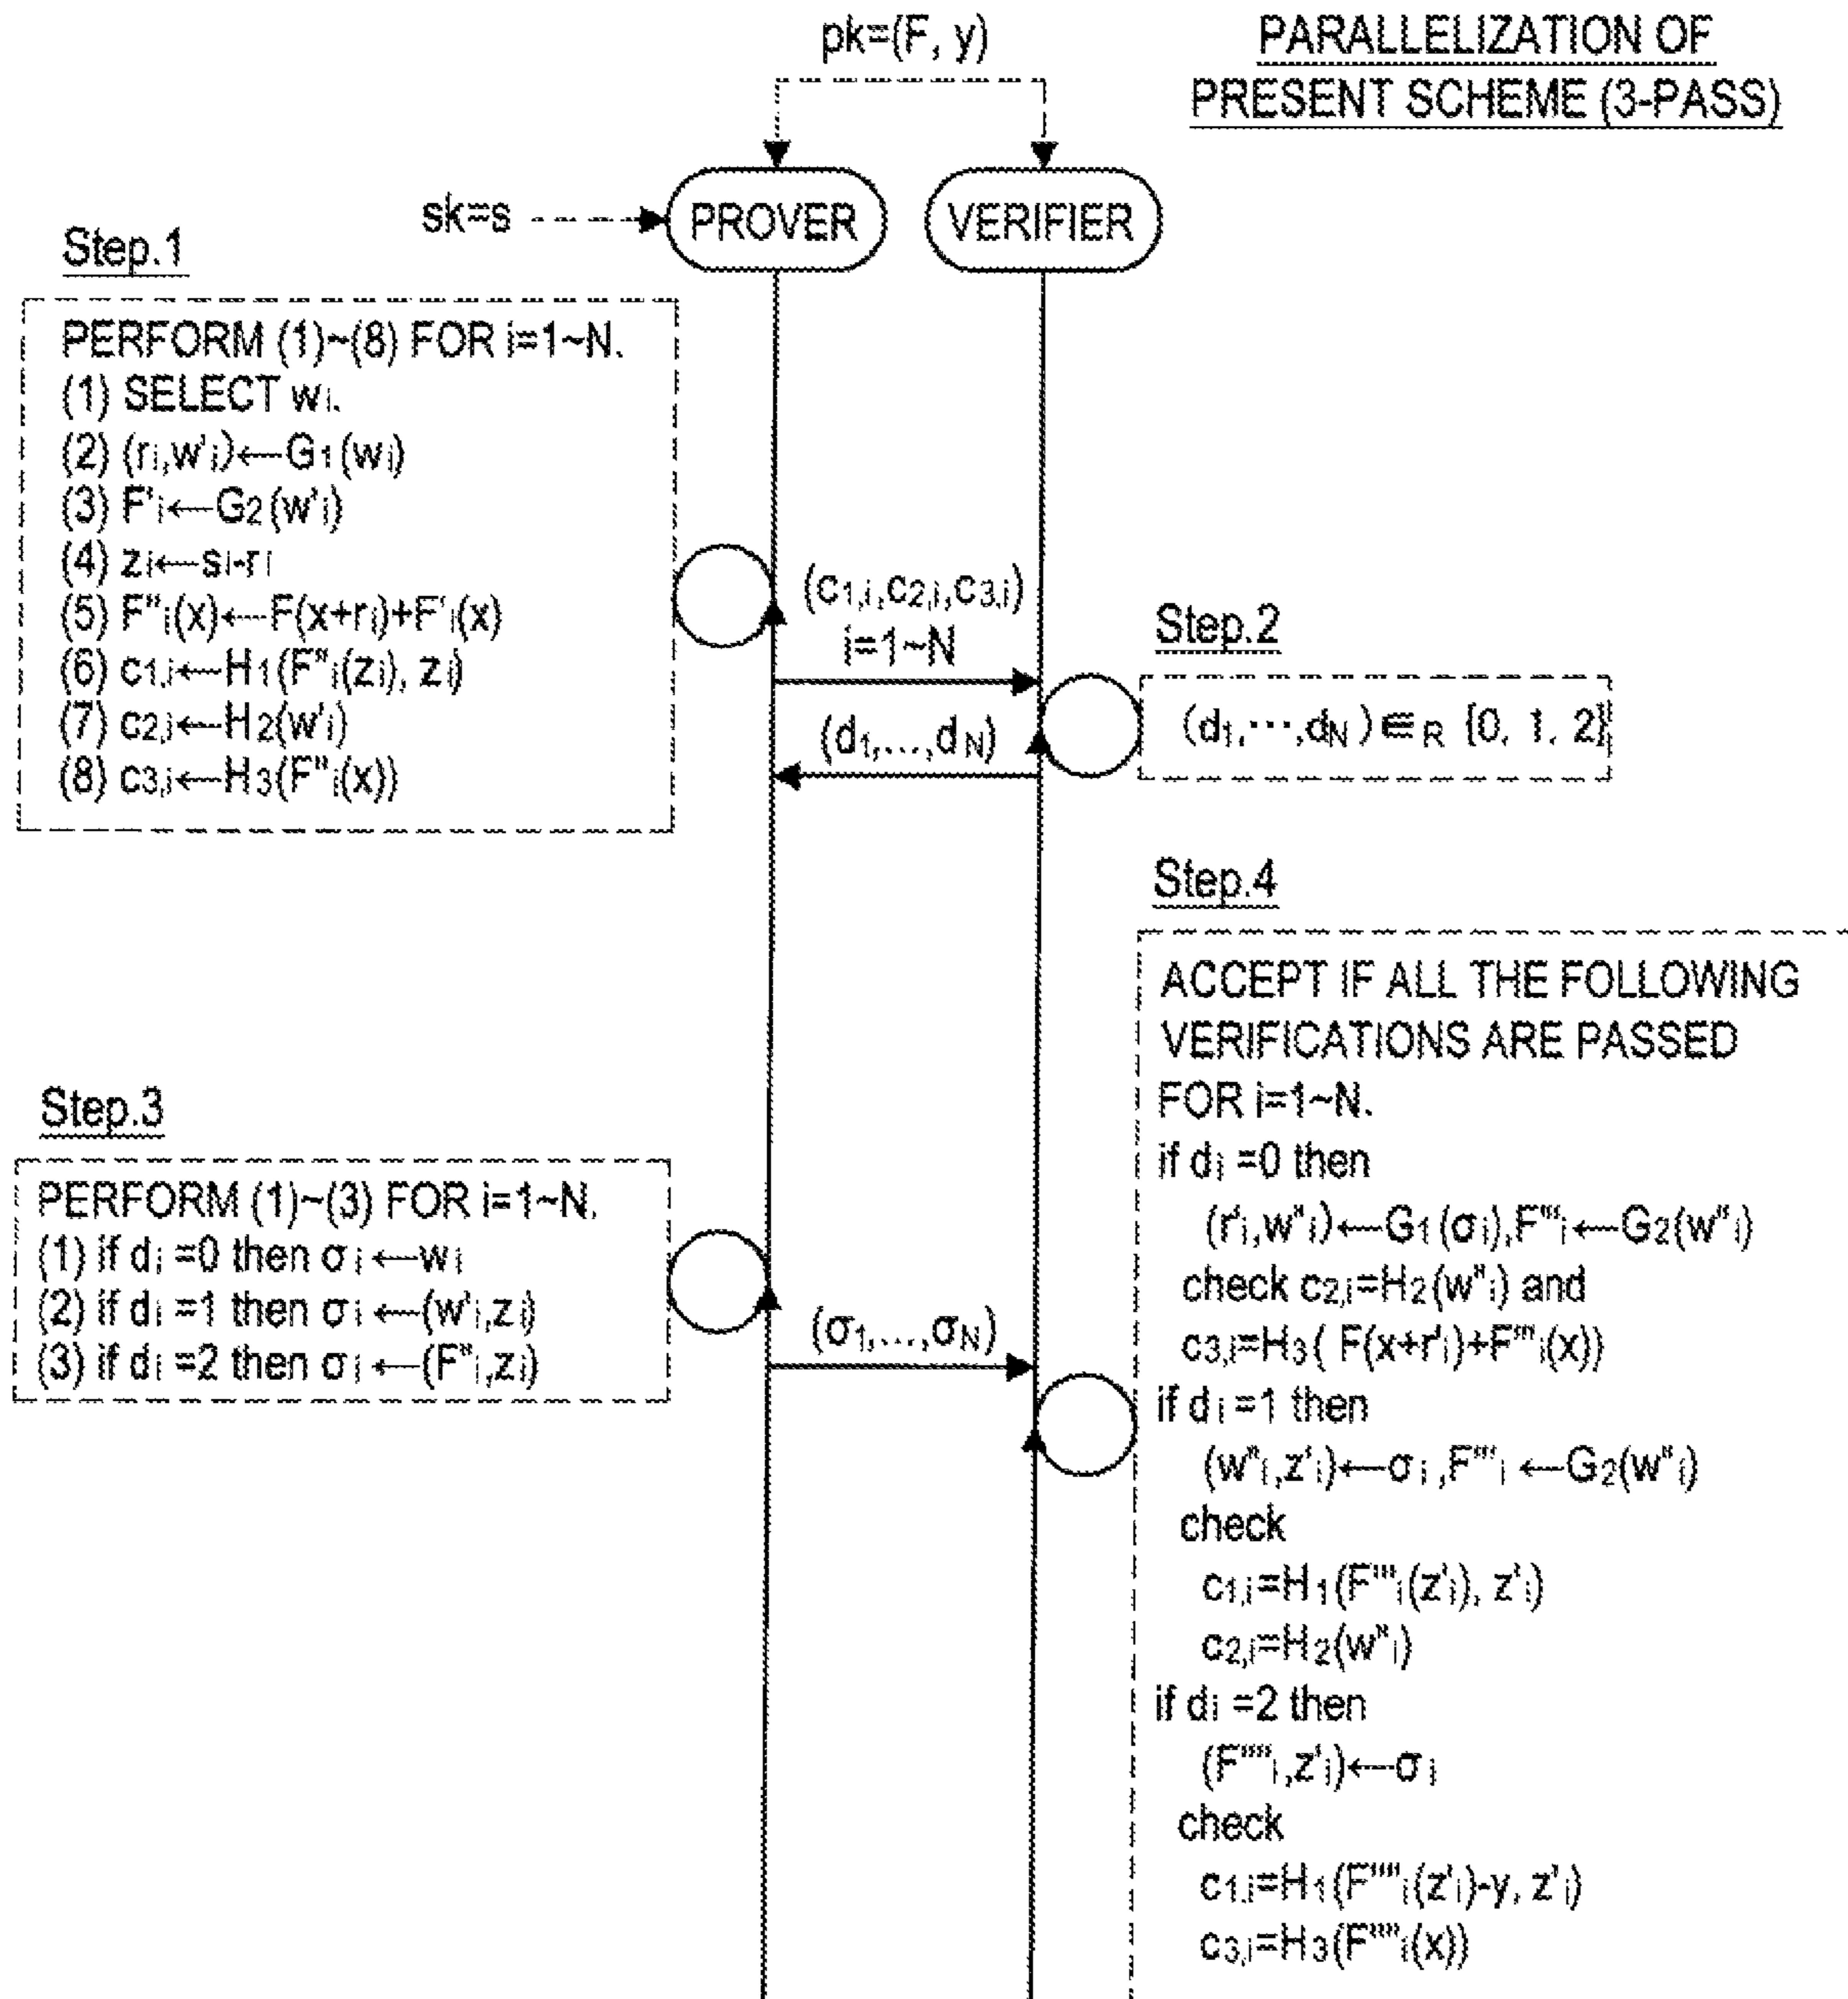 pk=(F, y)
PARALLELIZATION OF
PRESENT SCHEME (3-PASS)
sk=s
PROVER
VERIFIER
Step.1
PERFORM (1)~(8) FOR i=1~N.
(1) SELECT wi.
(2) (ri,w'i)←G1(wi)
(3) F'i←G2(w'i)
(4) zi←si-ri
(5) F"i(x)←F(x+ri)+F'i(x)
(6) c1,i←H1(F"i(zi), zi)
(7) c2,i←H2(w'i)
(8) c3,i←H3(F"i(x))
(c1,i,c2,i,c3,i)
i=1~N
Step.2
(d1,⋯,dN) ∈R {0, 1, 2}
(d1,...,dN)
Step.3
PERFORM (1)~(3) FOR i=1~N.
(1) if di =0 then σi ←wi
(2) if di =1 then σi ←(w'i,zi)
(3) if di =2 then σi ←(F"i,zi)
(σ1,...,σN)
Step.4
ACCEPT IF ALL THE FOLLOWING
VERIFICATIONS ARE PASSED
FOR i=1~N.
if di =0 then
(r'i,w"i)←G1(σi),F'''i←G2(w"i)
check c2,i=H2(w"i) and
c3,i=H3( F(x+r'i)+F'''i(x))
if di =1 then
(w"i,z'i)←σi ,F'''i ←G2(w"i)
check
c1,i=H1(F'''i(z'i), z'i)
c2,i=H2(w"i)
if di =2 then
(F''''i,z'i)←σi
check
c1,i=H1(F''''i(z'i)-y, z'i)
c3,i=H3(F''''i(x))